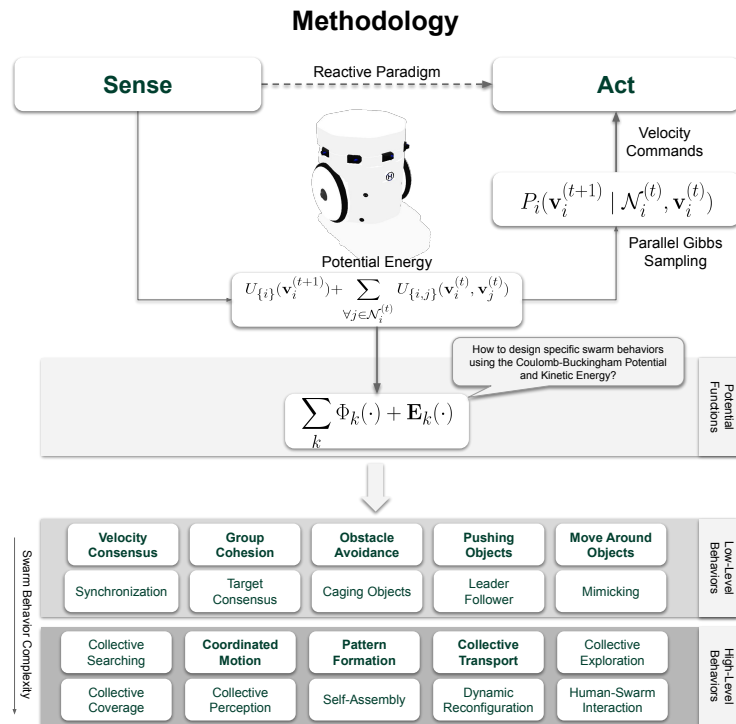 Methodology
Sense
Reactive Paradigm
Act
Velocity
Commands
P_i(v_i^{(t+1)} | 𝒩_i^{(t)}, v_i^{(t)})
Parallel Gibbs
Sampling
Potential Energy
U_{\{i\}}(v_i^{(t+1)}) + \sum_{∀j∈𝒩_i^{(t)}} U_{\{i,j\}}(v_i^{(t)}, v_j^{(t)})
How to design specific swarm behaviors
using the Coulomb-Buckingham Potential
and Kinetic Energy?
\sum_k Φ_k(·) + E_k(·)
Potential
Functions
Swarm Behavior Complexity
Velocity
Consensus
Group
Cohesion
Obstacle
Avoidance
Pushing
Objects
Move Around
Objects
Synchronization
Target
Consensus
Caging Objects
Leader
Follower
Mimicking
Low-Level
Behaviors
Collective
Searching
Coordinated
Motion
Pattern
Formation
Collective
Transport
Collective
Exploration
Collective
Coverage
Collective
Perception
Self-Assembly
Dynamic
Reconfiguration
Human-Swarm
Interaction
High-Level
Behaviors